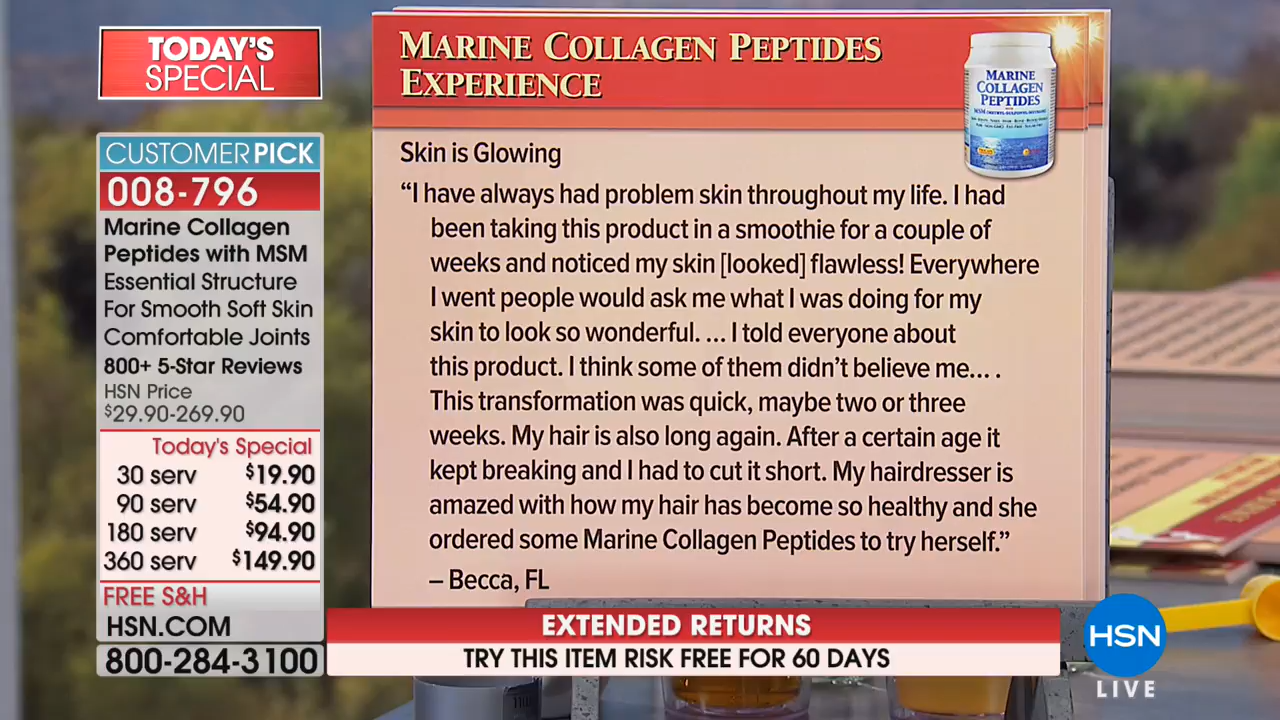 TODAY'S
SPECIAL
CUSTOMER PICK
008-796
Marine Collagen
Peptides with MSM
Essential Structure
For Smooth Soft Skin
Comfortable Joints
800+ 5-Star Reviews
HSN Price
$29.90-269.90
Today's Special
30 serv $19.90
90 serv $54.90
180 serv $94.90
360 serv $149.90
FREE S&H
HSN.COM
800-284-3100
MARINE COLLAGEN PEPTIDES
EXPERIENCE
MARINE
COLLAGEN
PEPTIDES
Skin is Glowing
“I have always had problem skin throughout my life. I had
been taking this product in a smoothie for a couple of
weeks and noticed my skin [looked] flawless! Everywhere
I went people would ask me what I was doing for my
skin to look so wonderful. ... I told everyone about
this product. I think some of them didn’t believe me... .
This transformation was quick, maybe two or three
weeks. My hair is also long again. After a certain age it
kept breaking and I had to cut it short. My hairdresser is
amazed with how my hair has become so healthy and she
ordered some Marine Collagen Peptides to try herself.”
– Becca, FL
EXTENDED RETURNS
TRY THIS ITEM RISK FREE FOR 60 DAYS
HSN
LIVE